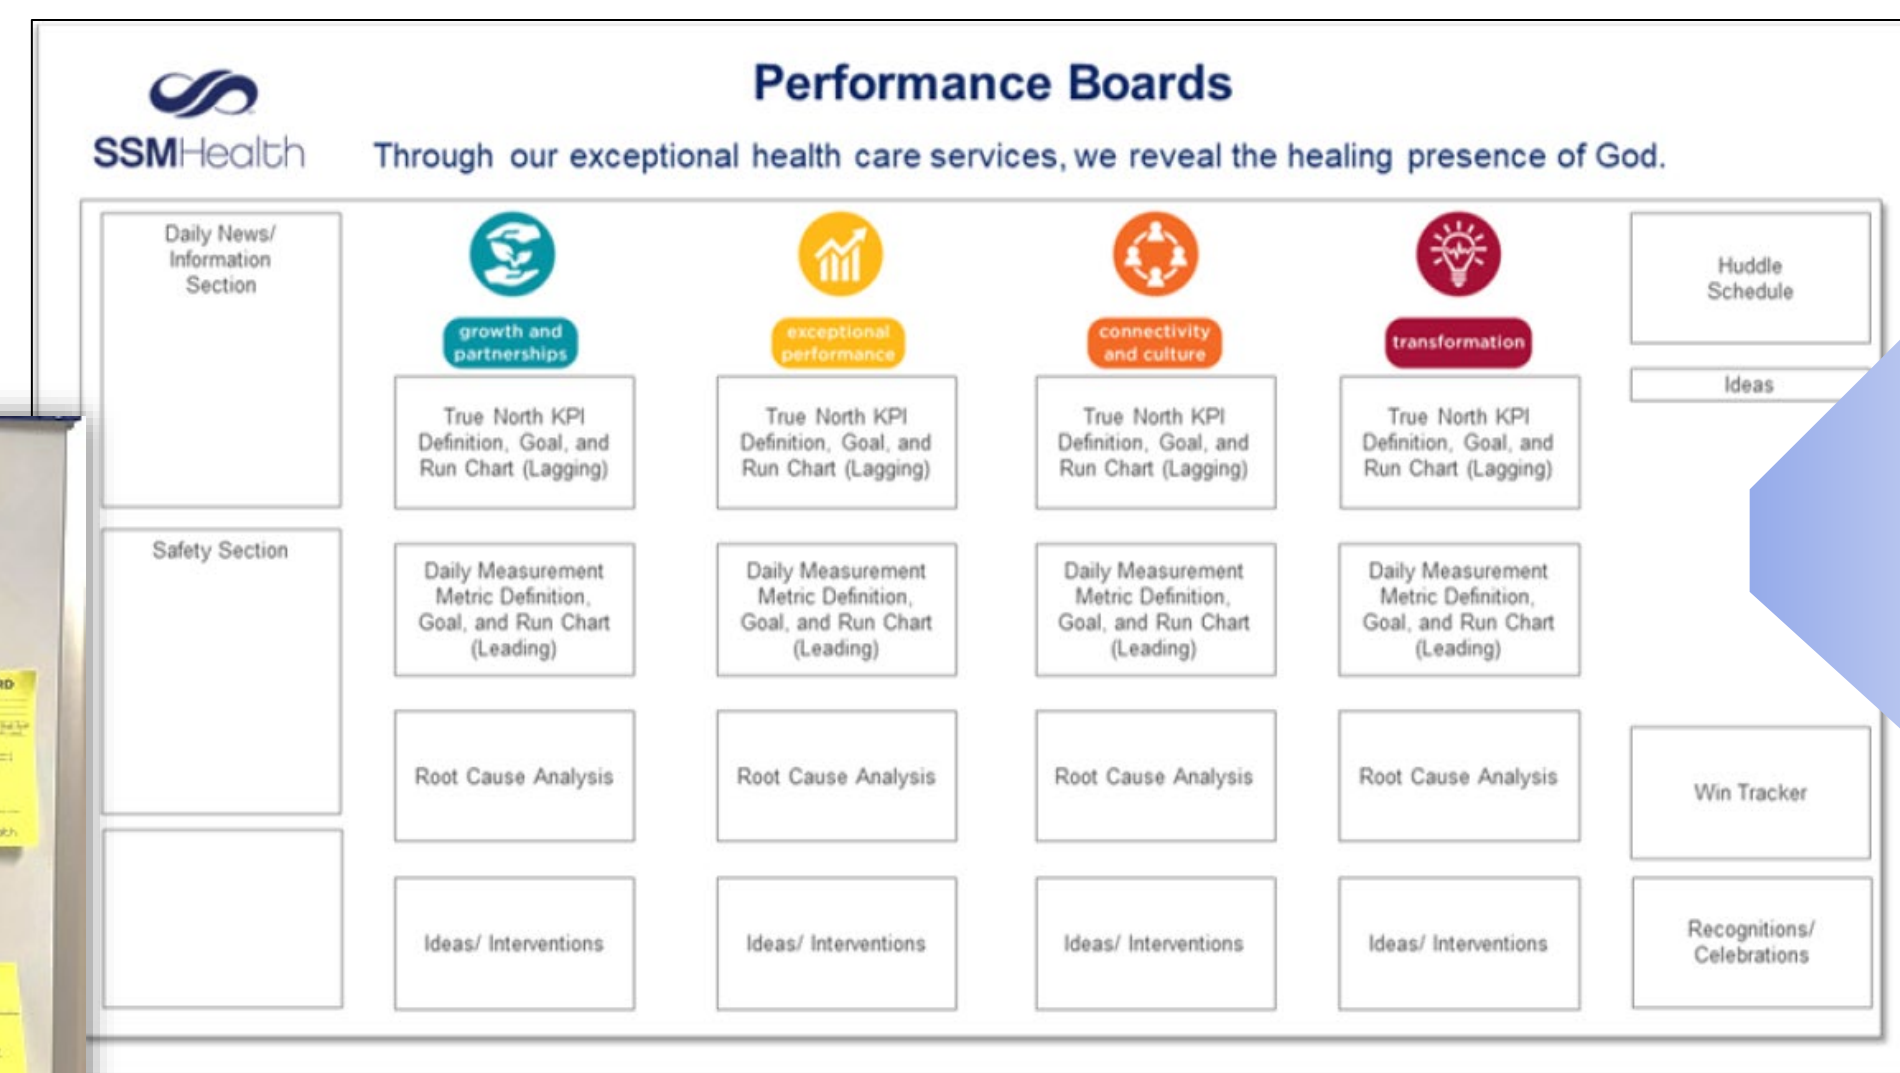 Performance Boards
SSMHealth
Through our exceptional health care services, we reveal the healing presence of God.
Daily News/
Information
Section
Safety Section
growth and
partnerships
True North KPI
Definition, Goal, and
Run Chart (Lagging)
Daily Measurement
Metric Definition,
Goal, and Run Chart
(Leading)
Root Cause Analysis
Ideas/ Interventions
exceptional
performance
True North KPI
Definition, Goal, and
Run Chart (Lagging)
Daily Measurement
Metric Definition,
Goal, and Run Chart
(Leading)
Root Cause Analysis
Ideas/ Interventions
connectivity
and culture
True North KPI
Definition, Goal, and
Run Chart (Lagging)
Daily Measurement
Metric Definition,
Goal, and Run Chart
(Leading)
Root Cause Analysis
Ideas/ Interventions
transformation
True North KPI
Definition, Goal, and
Run Chart (Lagging)
Daily Measurement
Metric Definition,
Goal, and Run Chart
(Leading)
Root Cause Analysis
Ideas/ Interventions
Huddle
Schedule
Ideas
Win Tracker
Recognitions/
Celebrations